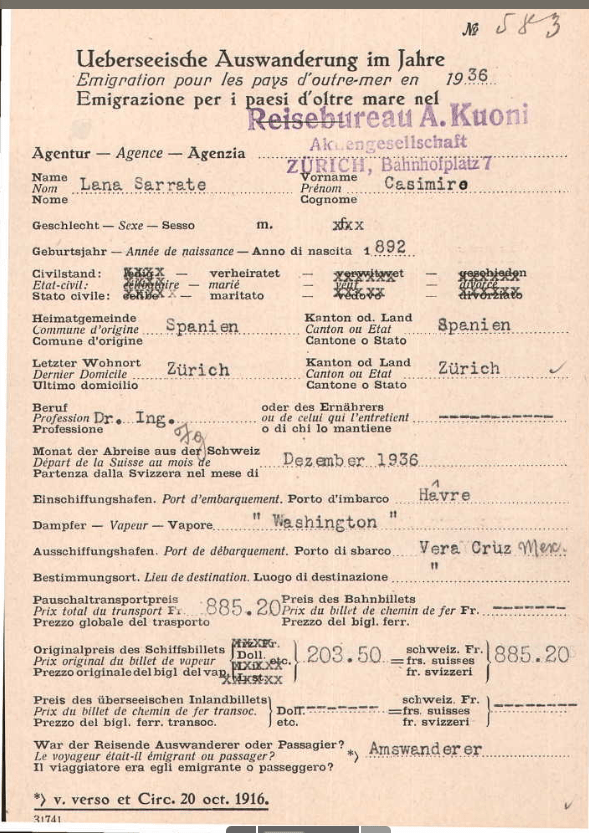 № 583
Ueberseeische Auswanderung im Jahre
Emigration pour les pays d'outre-mer en 1936
Emigrazione per i paesi d'oltre mare nel
Reisebureau A. Kuoni
Aktiengesellschaft
ZÜRICH, Bahnhofplatz 7
Agentur — Agence — Agenzia
Name Vorname
Nom Lana Sarrate Prénom Casimiro
Nome Cognome
Geschlecht — Sexe — Sesso m. xfxx
Geburtsjahr — Année de naissance — Anno di nascita 1892
Civilstand: ledig — verheiratet — verwitwet — geschieden
Etat-civil: célibataire — marié — veuf — divorcé
Stato civile: celibe — maritato — vedovo — divorziato
Heimatgemeinde Kanton od. Land
Commune d'origine Spanien Canton ou Etat Spanien
Comune d'origine Cantone o Stato
Letzter Wohnort Kanton od. Land
Dernier Domicile Zürich Canton ou Etat Zürich
Ultimo domicilio Cantone o Stato
Beruf oder des Ernährers
Profession Dr. Ing. ou de celui qui l'entretient ------------
Professione o di chi lo mantiene
Monat der Abreise aus der Schweiz
Départ de la Suisse au mois de Dezember 1936
Partenza dalla Svizzera nel mese di
Einschiffungshafen. Port d'embarquement. Porto d'imbarco Hâvre
Dampfer — Vapeur — Vapore " Washington "
Ausschiffungshafen. Port de débarquement. Porto di sbarco Vera Cruz Mex.
Bestimmungsort. Lieu de destination. Luogo di destinazione "
Pauschaltransportpreis Preis des Bahnbillets
Prix total du transport Fr. 885.20 Prix du billet de chemin de fer Fr. -------
Prezzo globale del trasporto Prezzo del bigl. ferr.
Originalpreis des Schiffsbillets schweiz. Fr.
Prix original du billet de vapeur Doll. etc. 203.50 = frs. suisses 885.20
Prezzo originale del bigl. del vap. fr. svizzeri
Preis des überseeischen Inlandbillets schweiz. Fr.
Prix du billet de chemin de fer transoc. Doll. ------- = frs. suisses --------
Prezzo del bigl. ferr. transoc. etc. fr. svizzeri
War der Reisende Auswanderer oder Passagier?
Le voyageur était-il émigrant ou passager? *) Amswanderer
Il viaggiatore era egli emigrante o passeggero?
*) v. verso et Circ. 20 oct. 1916.
31741